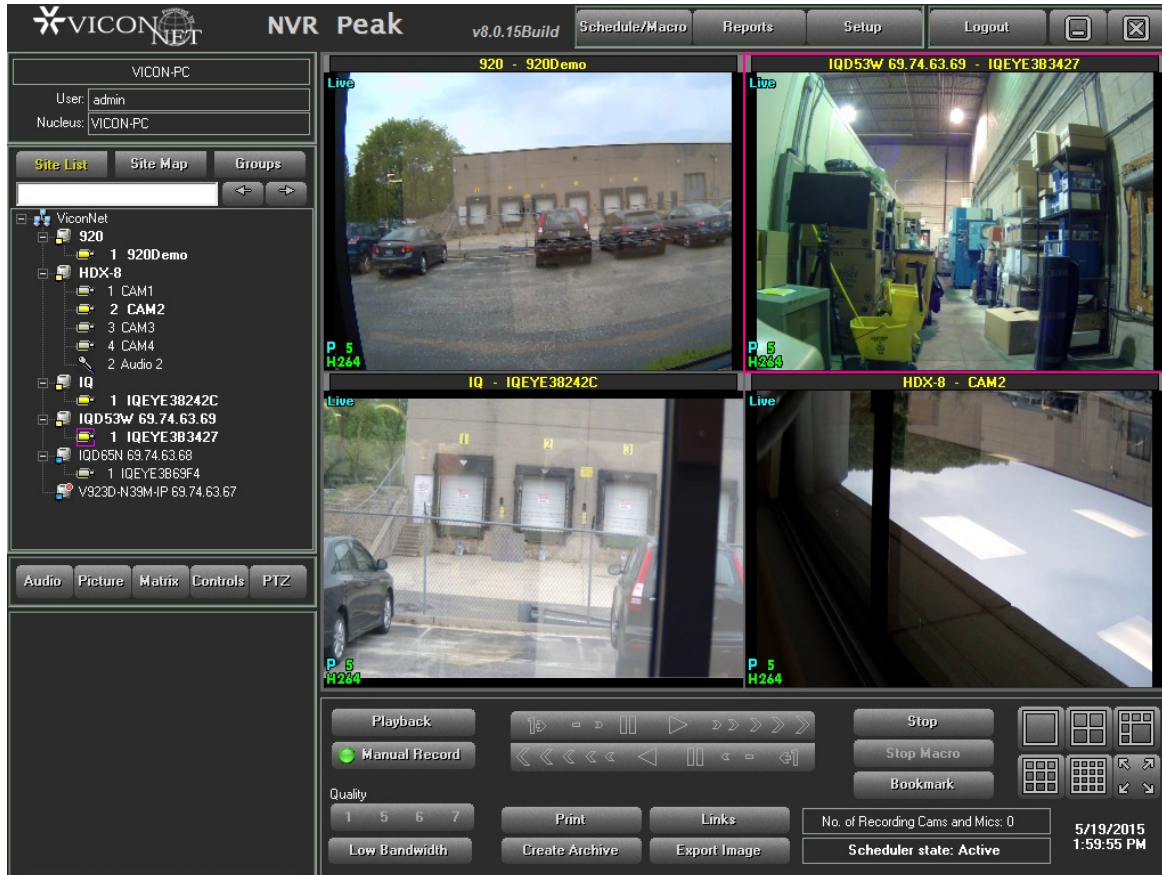 VICON NET
NVR Peak
v8.0.15Build
Schedule/Macro
Reports
Setup
Logout
VICON-PC
User: admin
Nucleus: VICON-PC
Site List
Site Map
Groups
ViconNet
920
1 920Demo
HDX-8
1 CAM1
2 CAM2
3 CAM3
4 CAM4
2 Audio 2
IQ
1 IQEYE38242C
IQD53W 69.74.63.69
1 IQEYE3B3427
IQD65N 69.74.63.68
1 IQEYE3B69F4
V923D-N39M-IP 69.74.63.67
Audio
Picture
Matrix
Controls
PTZ
920 - 920Demo
Live
P 5
H264
IQD53W 69.74.63.69 - IQEYE3B3427
Live
P 5
H264
IQ - IQEYE38242C
Live
1
2
3
P 5
H264
HDX-8 - CAM2
Live
P 5
H264
Playback
Manual Record
Quality
1 5 6 7
Low Bandwidth
Print
Links
Create Archive
Export Image
Stop
Stop Macro
Bookmark
No. of Recording Cams and Mics: 0
Scheduler state: Active
5/19/2015
1:59:55 PM